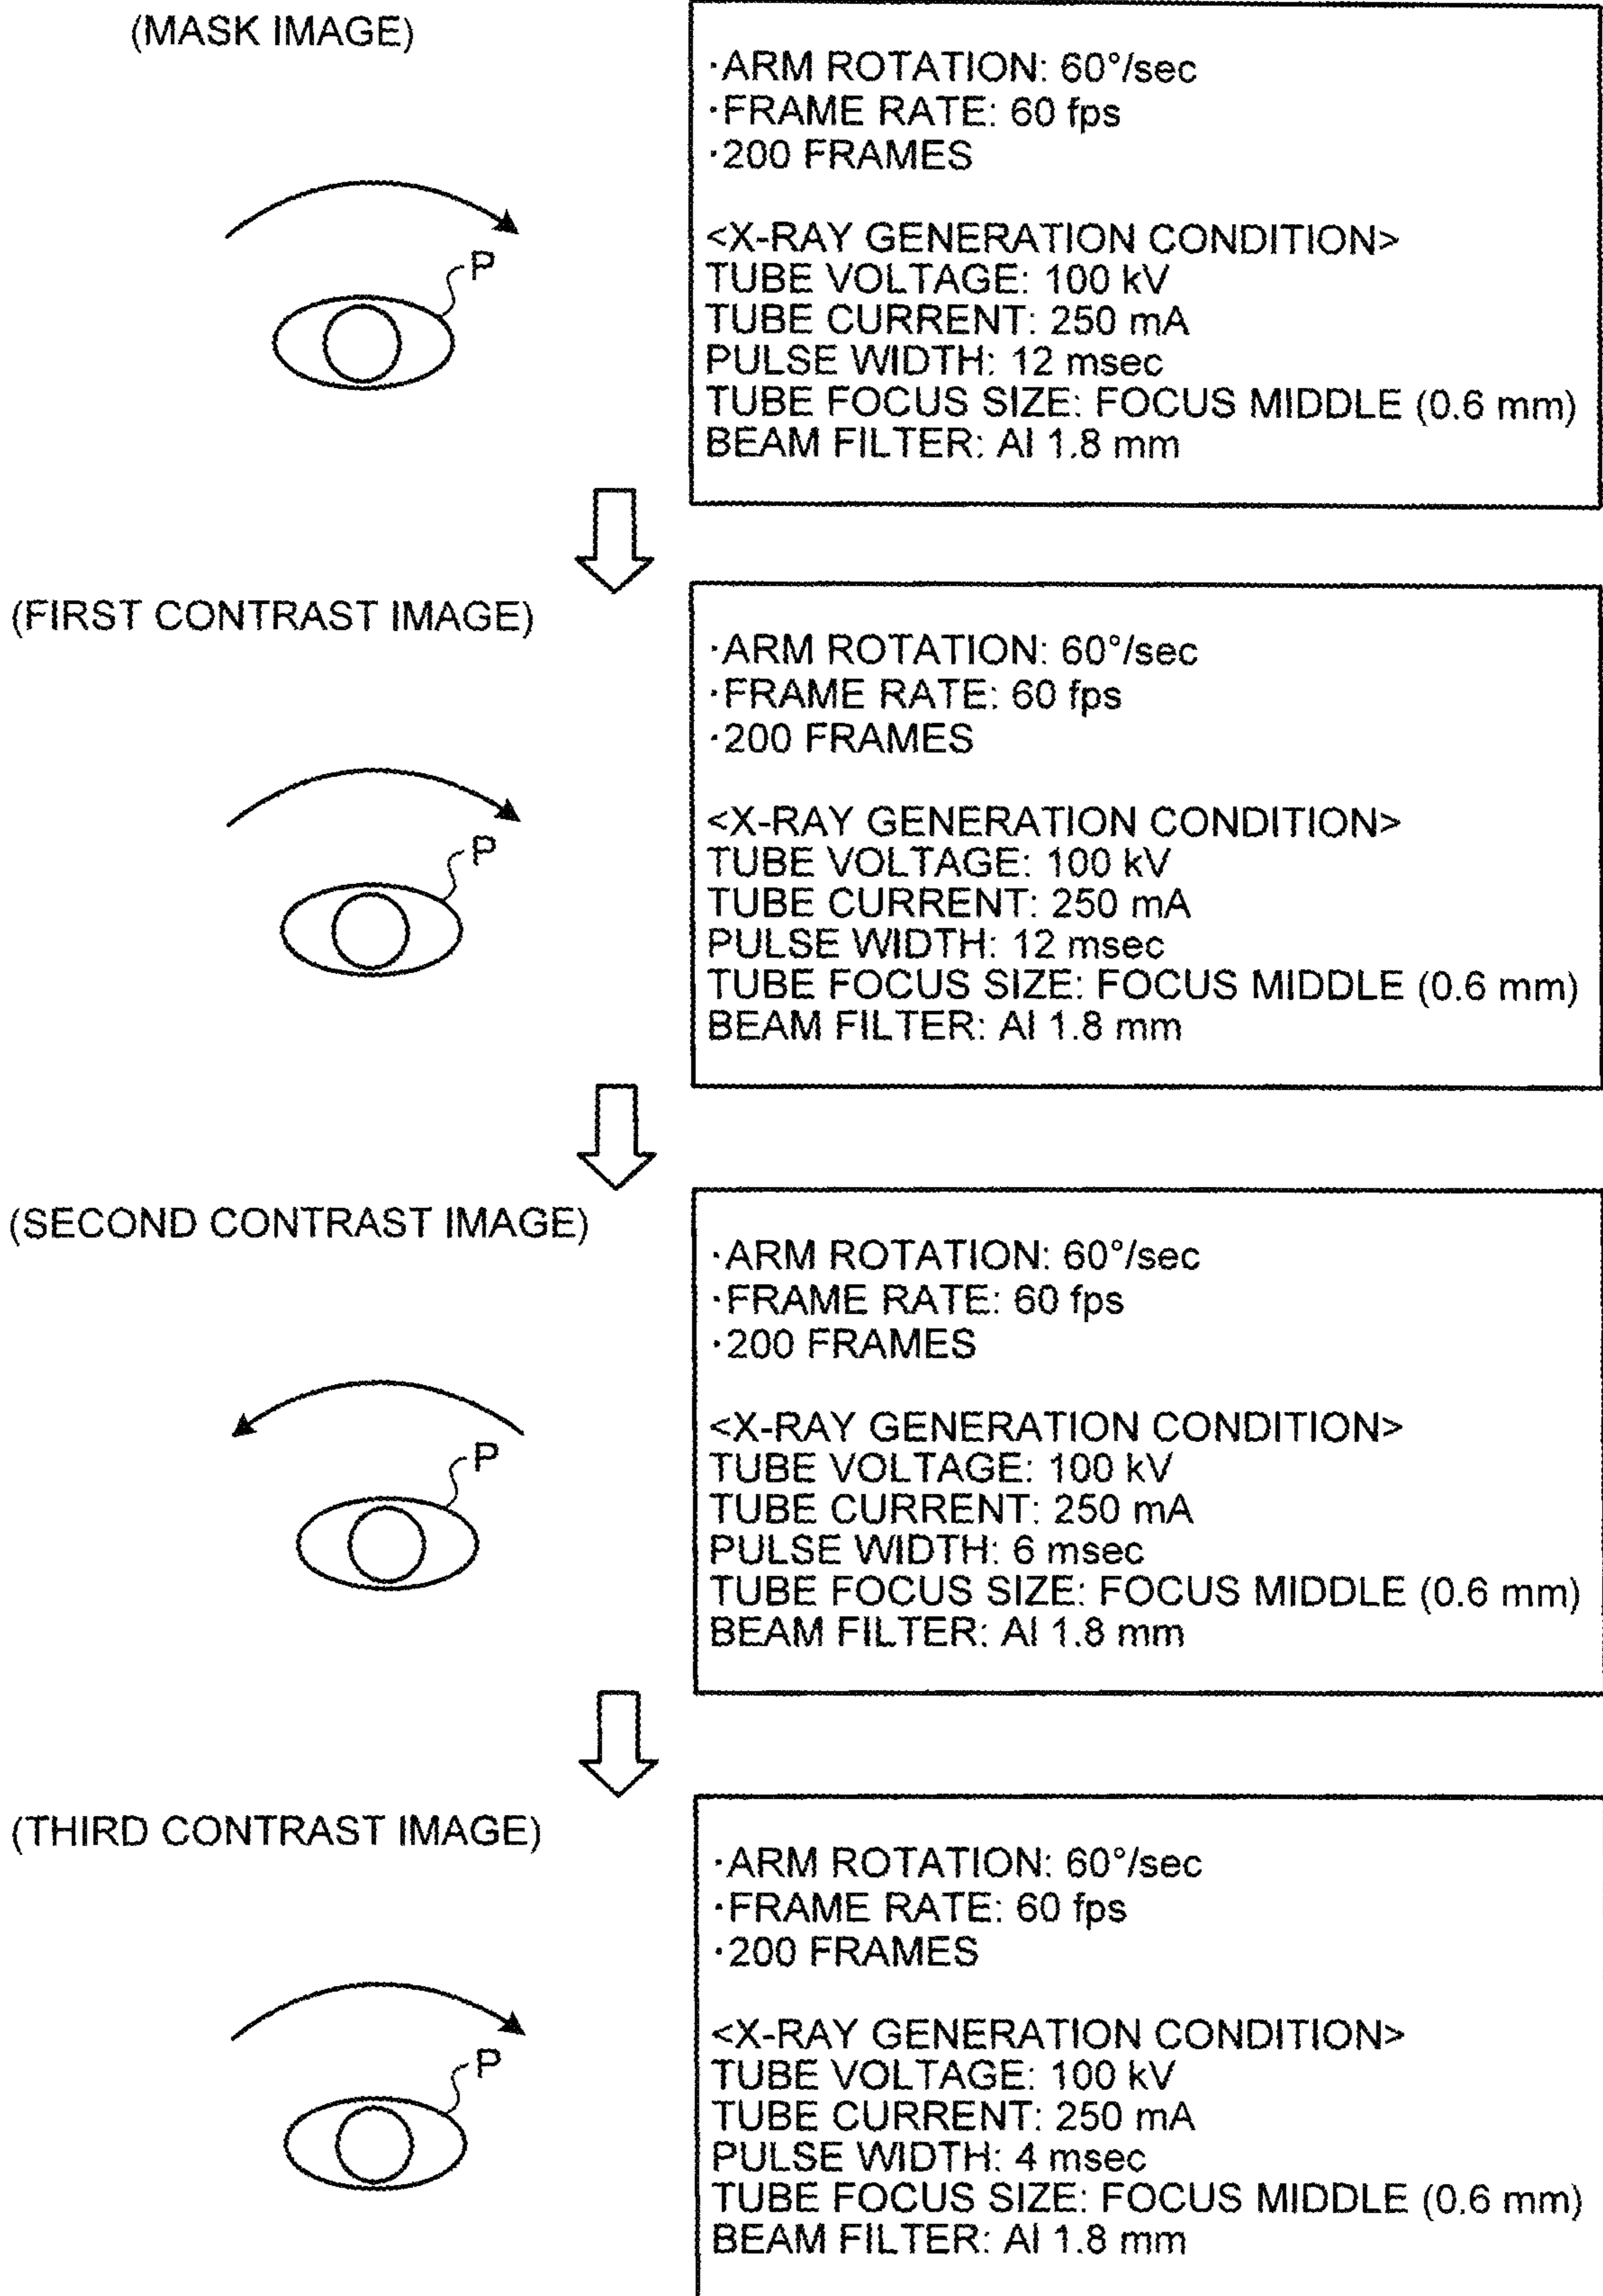 (MASK IMAGE)
·ARM ROTATION: 60°/sec
·FRAME RATE: 60 fps
·200 FRAMES
<X-RAY GENERATION CONDITION>
TUBE VOLTAGE: 100 kV
TUBE CURRENT: 250 mA
PULSE WIDTH: 12 msec
TUBE FOCUS SIZE: FOCUS MIDDLE (0.6 mm)
BEAM FILTER: Al 1.8 mm
P
(FIRST CONTRAST IMAGE)
·ARM ROTATION: 60°/sec
·FRAME RATE: 60 fps
·200 FRAMES
<X-RAY GENERATION CONDITION>
TUBE VOLTAGE: 100 kV
TUBE CURRENT: 250 mA
PULSE WIDTH: 12 msec
TUBE FOCUS SIZE: FOCUS MIDDLE (0.6 mm)
BEAM FILTER: Al 1.8 mm
P
(SECOND CONTRAST IMAGE)
·ARM ROTATION: 60°/sec
·FRAME RATE: 60 fps
·200 FRAMES
<X-RAY GENERATION CONDITION>
TUBE VOLTAGE: 100 kV
TUBE CURRENT: 250 mA
PULSE WIDTH: 6 msec
TUBE FOCUS SIZE: FOCUS MIDDLE (0.6 mm)
BEAM FILTER: Al 1.8 mm
P
(THIRD CONTRAST IMAGE)
·ARM ROTATION: 60°/sec
·FRAME RATE: 60 fps
·200 FRAMES
<X-RAY GENERATION CONDITION>
TUBE VOLTAGE: 100 kV
TUBE CURRENT: 250 mA
PULSE WIDTH: 4 msec
TUBE FOCUS SIZE: FOCUS MIDDLE (0.6 mm)
BEAM FILTER: Al 1.8 mm
P